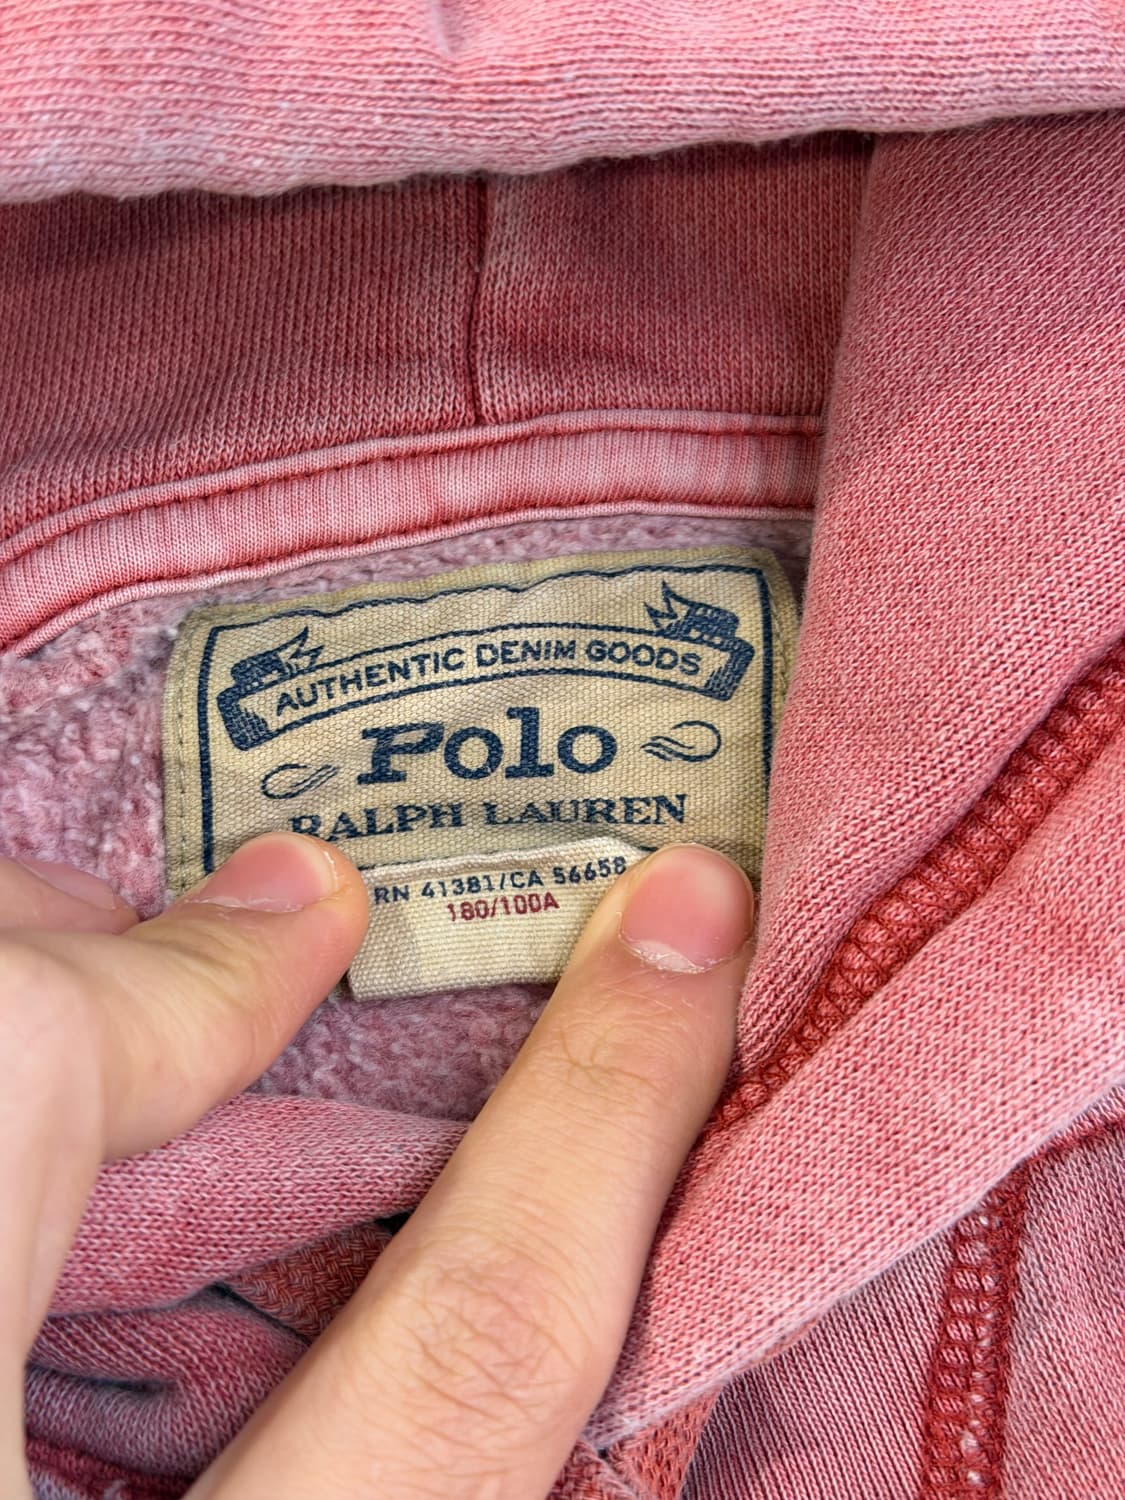 AUTHENTIC DENIM GOODS
Polo
RALPH LAUREN
RN 41381/CA 56658
180/100A